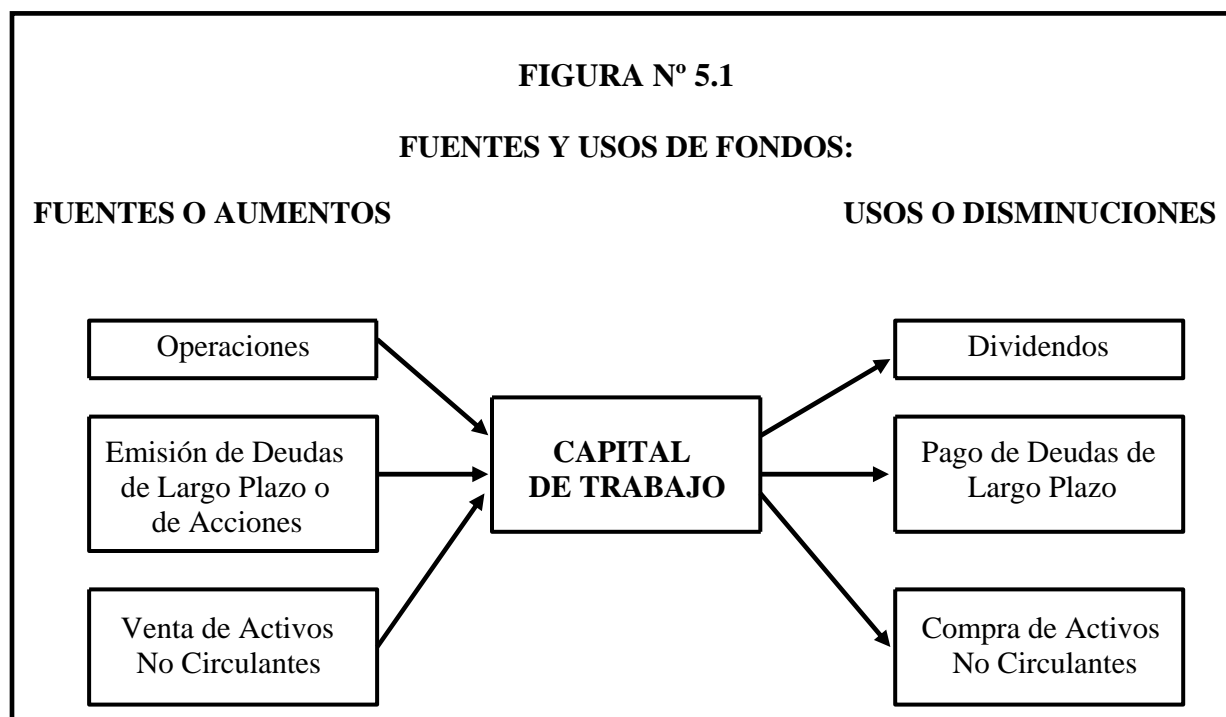 FIGURA Nº 5.1
FUENTES Y USOS DE FONDOS:
FUENTES O AUMENTOS
USOS O DISMINUCIONES
Operaciones
Emisión de Deudas
de Largo Plazo o
de Acciones
Venta de Activos
No Circulantes
CAPITAL
DE TRABAJO
Dividendos
Pago de Deudas de
Largo Plazo
Compra de Activos
No Circulantes